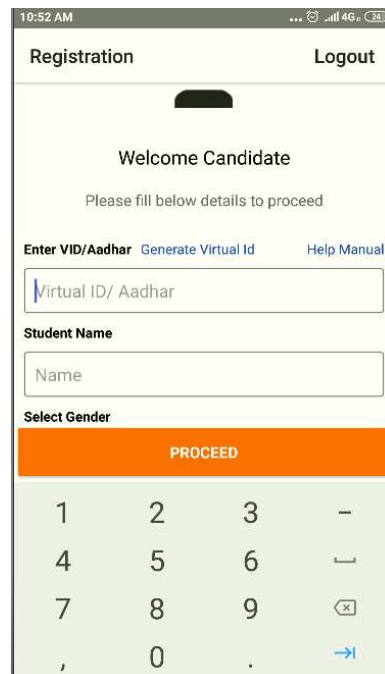 10:52 AM ... 4G 24
Registration Logout
Welcome Candidate
Please fill below details to proceed
Enter VID/Aadhar Generate Virtual Id Help Manual
Virtual ID/ Aadhar
Student Name
Name
Select Gender
PROCEED
1 2 3 -
4 5 6
7 8 9
, 0 .